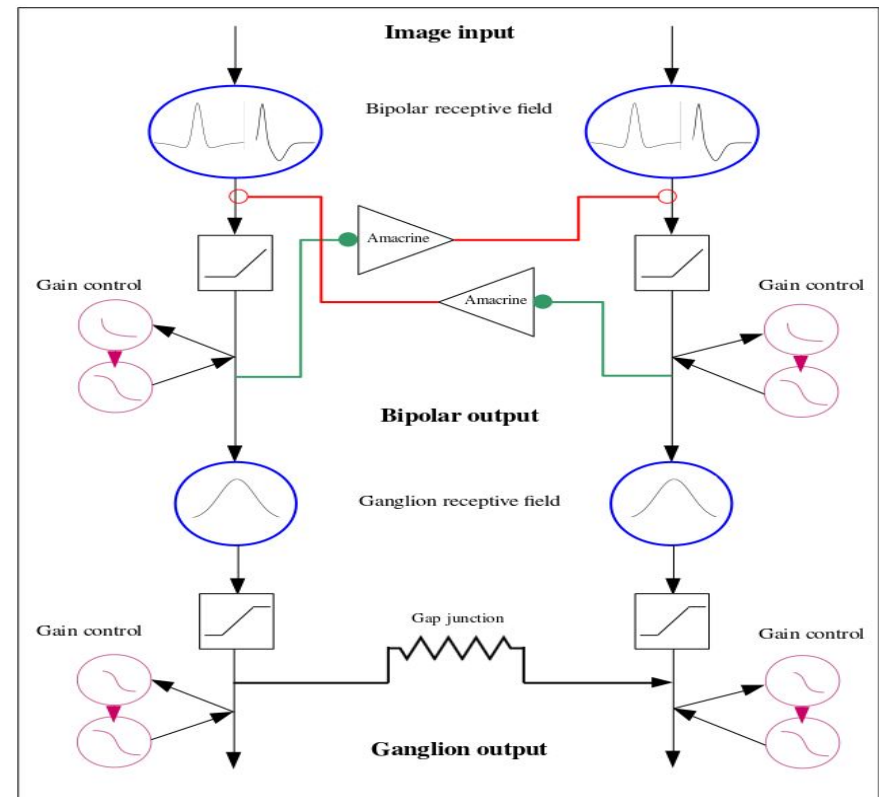 Image input
Bipolar receptive field
Amacrine
Amacrine
Gain control
Gain control
Bipolar output
Ganglion receptive field
Gap junction
Gain control
Gain control
Ganglion output